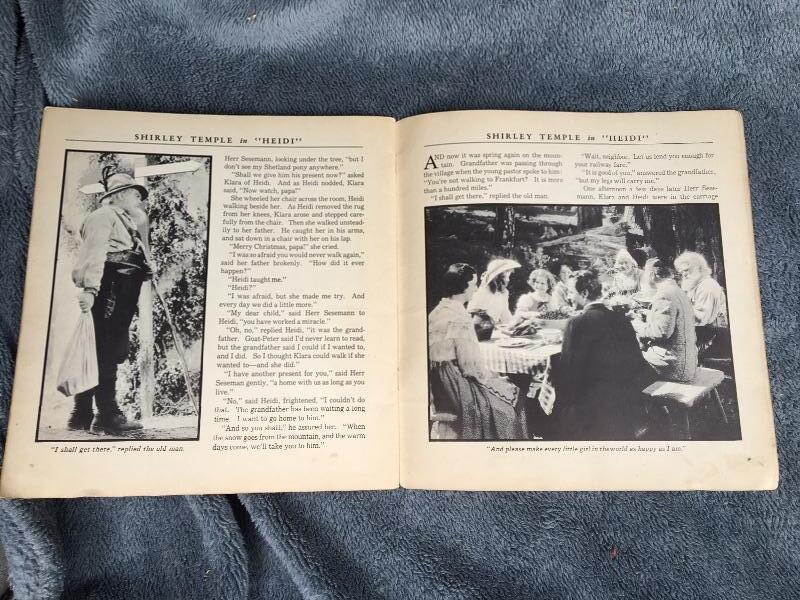 SHIRLEY TEMPLE in "HEIDI"
Herr Sesemann, looking under the tree, "but I
don't see my Shetland pony anywhere."
"Shall we give him his present now?" asked
Klara of Heidi. And as Heidi nodded, Klara
said, "Now watch, papa!"
She wheeled her chair across the room, Heidi
walking beside her. As Heidi removed the rug
from her knees, Klara arose and stepped care-
fully from the chair. Then she walked unstead-
ily to her father. He caught her in his arms,
and sat down in a chair with her on his lap.
"Merry Christmas, papa!" she cried.
"I was so afraid you would never walk again,"
said her father brokenly. "How did it ever
happen?"
"Heidi taught me."
"Heidi?"
"I was afraid, but she made me try. And
every day we did a little more."
"My dear child," said Herr Sesemann to
Heidi, "you have worked a miracle."
"Oh, no," replied Heidi, "it was the grand-
father. Goat-Peter said I'd never learn to read,
but the grandfather said I could if I wanted to,
and I did. So I thought Klara could walk if she
wanted to—and she did."
"I have another present for you," said Herr
Seseman gently, "a home with us as long as you
live."
"No," said Heidi, frightened, "I couldn't do
that. The grandfather has been waiting a long
time. I want to go home to him."
"And so you shall," he assured her. "When
the snow goes from the mountain, and the warm
days come, we'll take you to him."
"I shall get there," replied the old man.
SHIRLEY TEMPLE in "HEIDI"
AND now it was spring again on the moun-
tain. Grandfather was passing through
the village when the young pastor spoke to him:
"You're not walking to Frankfurt? It is more
than a hundred miles."
"I shall get there," replied the old man.
"Wait, neighbor. Let us lend you enough for
your railway fare."
"It is good of you," answered the grandfather,
"but my legs will carry me."
One afternoon a few days later Herr Sese-
mann, Klara and Heidi were in the carriage
"And please make every little girl in the world as happy as I am."